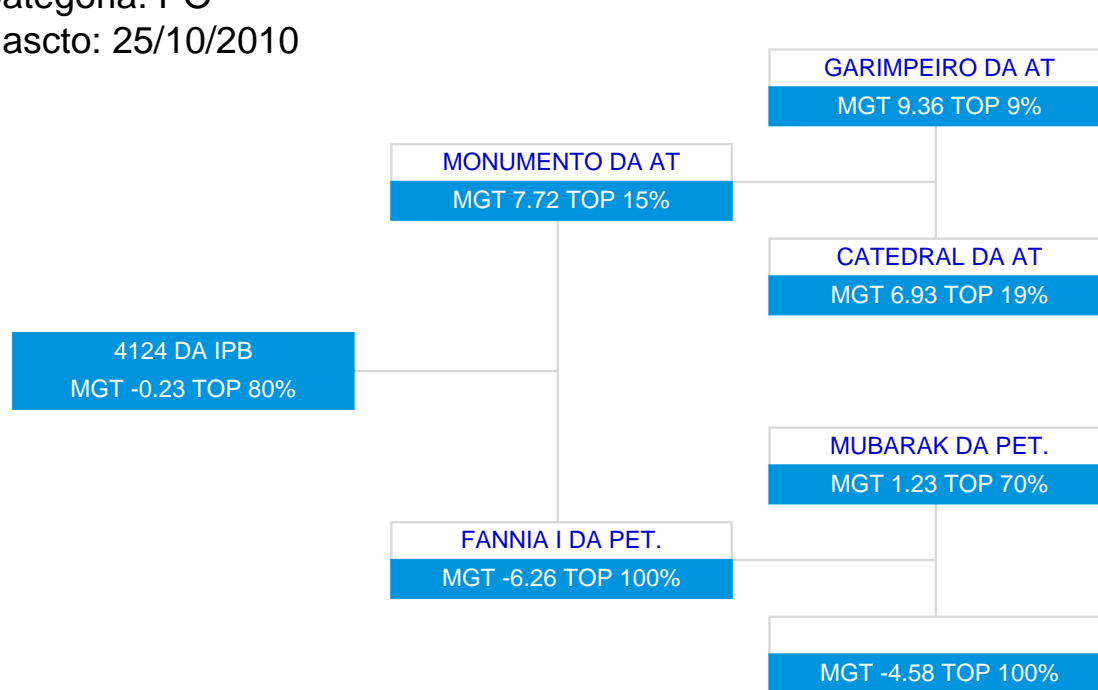 ascto: 25/10/2010
GARIMPEIRO DA AT
MGT 9.36 TOP 9%
MONUMENTO DA AT
MGT 7.72 TOP 15%
CATEDRAL DA AT
MGT 6.93 TOP 19%
4124 DA IPB
MGT -0.23 TOP 80%
MUBARAK DA PET.
MGT 1.23 TOP 70%
FANNIA I DA PET.
MGT -6.26 TOP 100%
MGT -4.58 TOP 100%